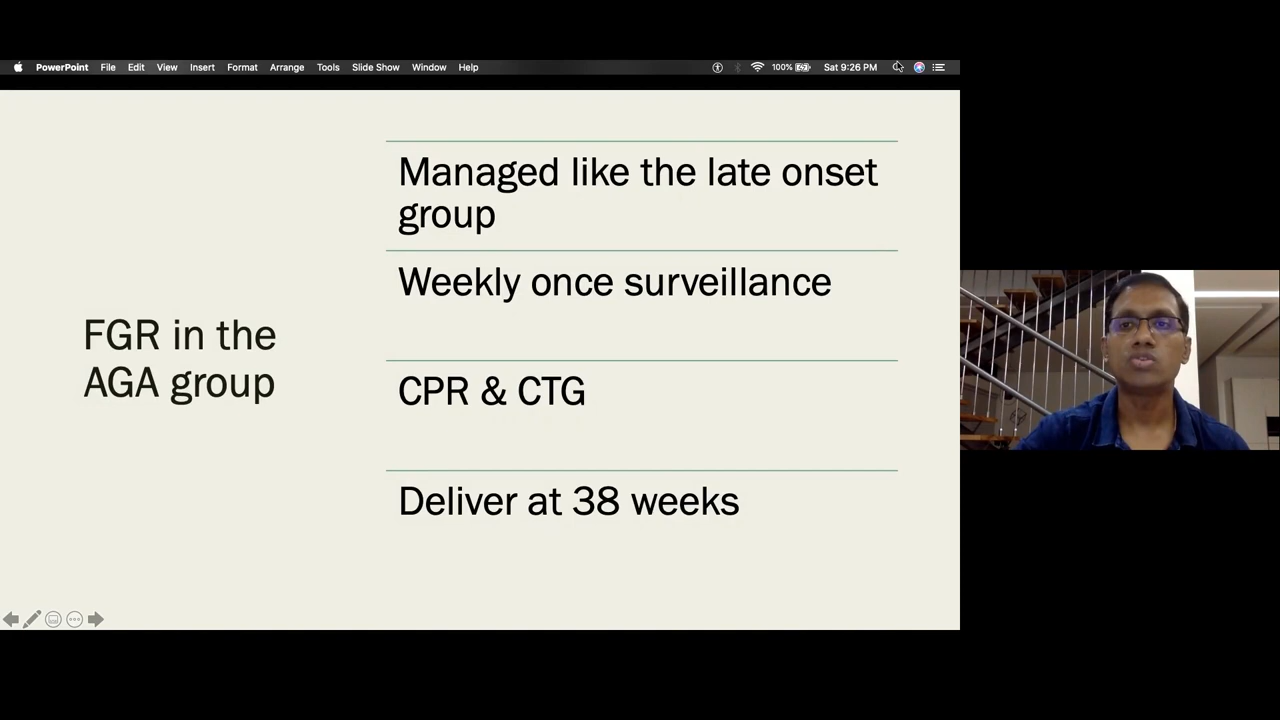 PowerPoint File Edit View Insert Format Arrange Tools Slide Show Window Help 100% Sat 9:26 PM
FGR in the
AGA group
Managed like the late onset
group
Weekly once surveillance
CPR & CTG
Deliver at 38 weeks